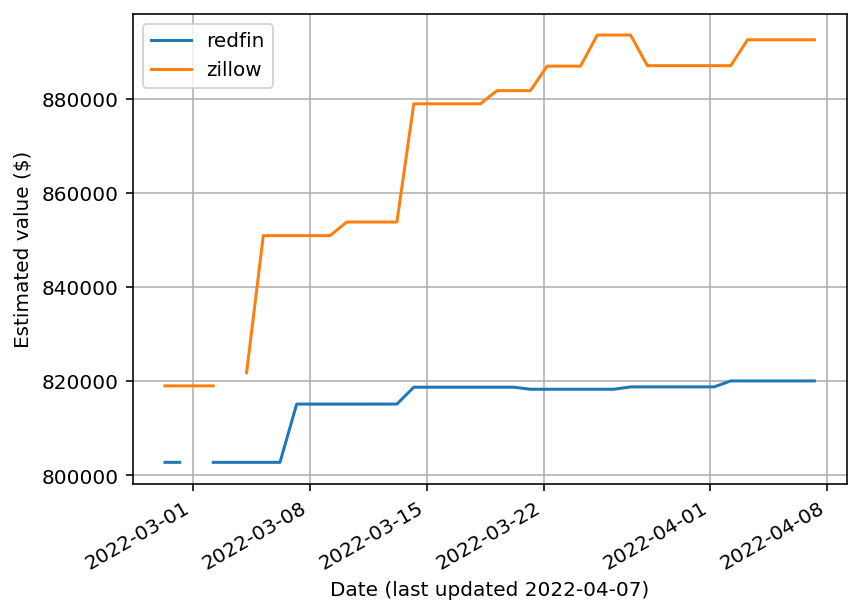 redfin
zillow
Estimated value ($)
880000
860000
840000
820000
800000
2022-03-01
2022-03-08
2022-03-15
2022-03-22
2022-04-01
2022-04-08
Date (last updated 2022-04-07)